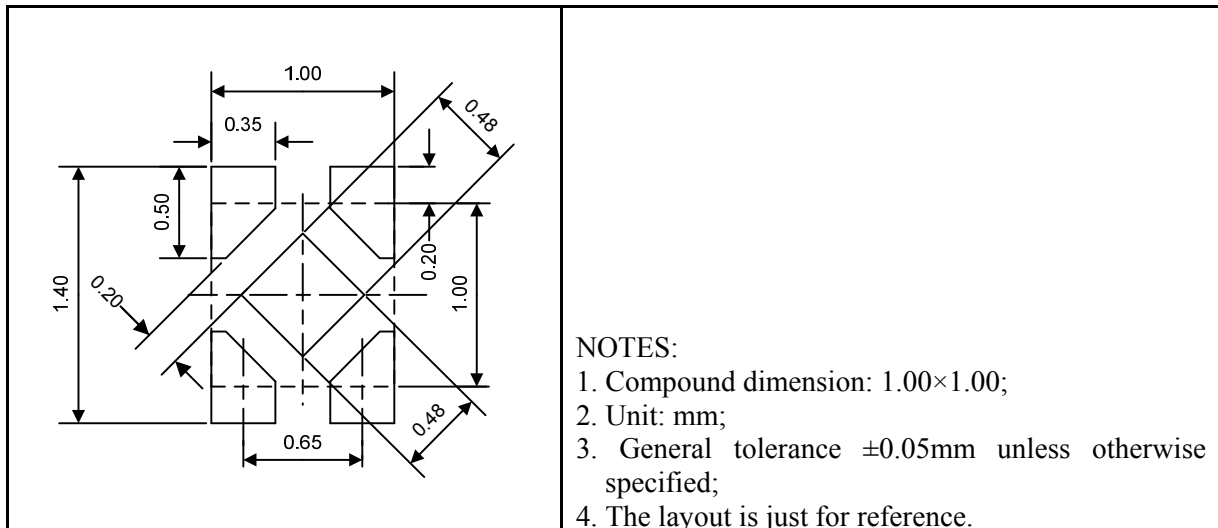 1.00
0.48
0.35
0.50
0.20
1.40
0.20
1.00
0.48
0.65
NOTES:
1. Compound dimension: 1.00×1.00;
2. Unit: mm;
3. General tolerance ±0.05mm unless otherwise
specified;
4. The layout is just for reference.